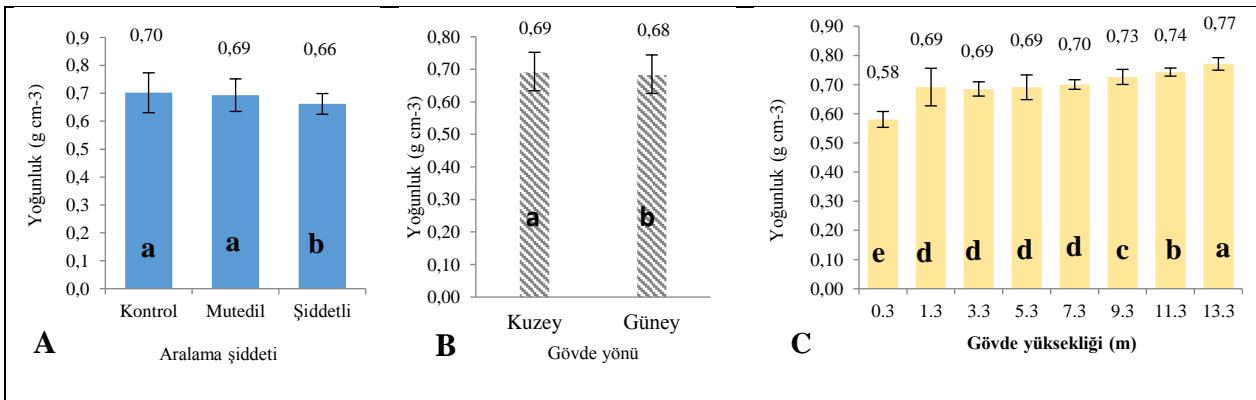 Yoğunluk (g cm-3)
0,9
0,8
0,7
0,6
0,5
0,4
0,3
0,2
0,1
0,0
0,70
0,69
0,66
a
a
b
Kontrol
Mutedil
Şiddetli
A
Aralama şiddeti
Yoğunluk (g cm-3)
0,80
0,70
0,60
0,50
0,40
0,30
0,20
0,10
0,00
0,69
0,68
a
b
Kuzey
Güney
B
Gövde yönü
Yoğunluk (g cm-3)
0,90
0,80
0,70
0,60
0,50
0,40
0,30
0,20
0,10
0,00
0,58
0,69
0,69
0,69
0,70
0,73
0,74
0,77
e
d
d
d
d
c
b
a
0.3
1.3
3.3
5.3
7.3
9.3
11.3
13.3
C
Gövde yüksekliği (m)